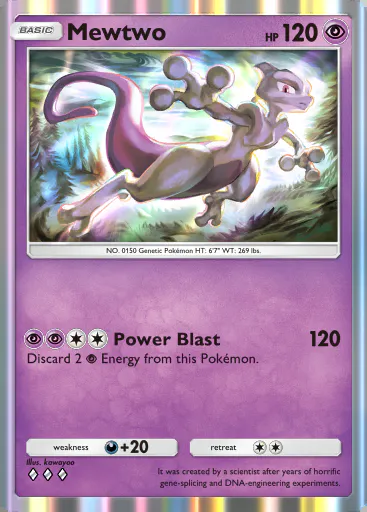 BASIC Mewtwo HP 120
NO. 0150 Genetic Pokémon HT: 6'7" WT: 269 lbs.
Power Blast 120
Discard 2 Energy from this Pokémon.
weakness +20 retreat
Illus. kawayoo
It was created by a scientist after years of horrific
gene-splicing and DNA-engineering experiments.